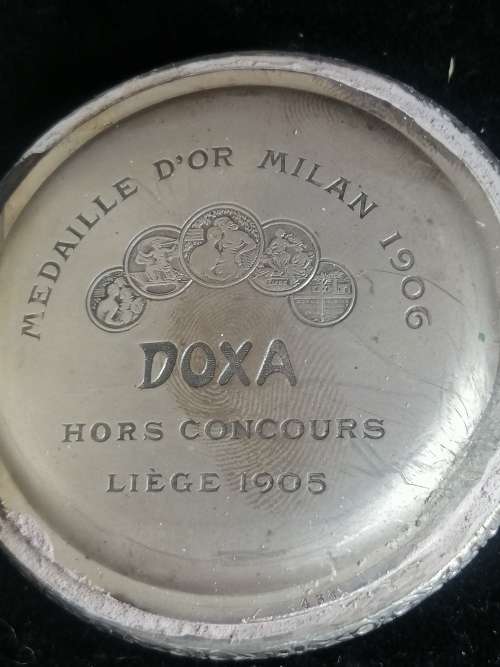 MEDAILLE D'OR MILAN 1906
DOXA
HORS CONCOURS
LIÈGE 1905